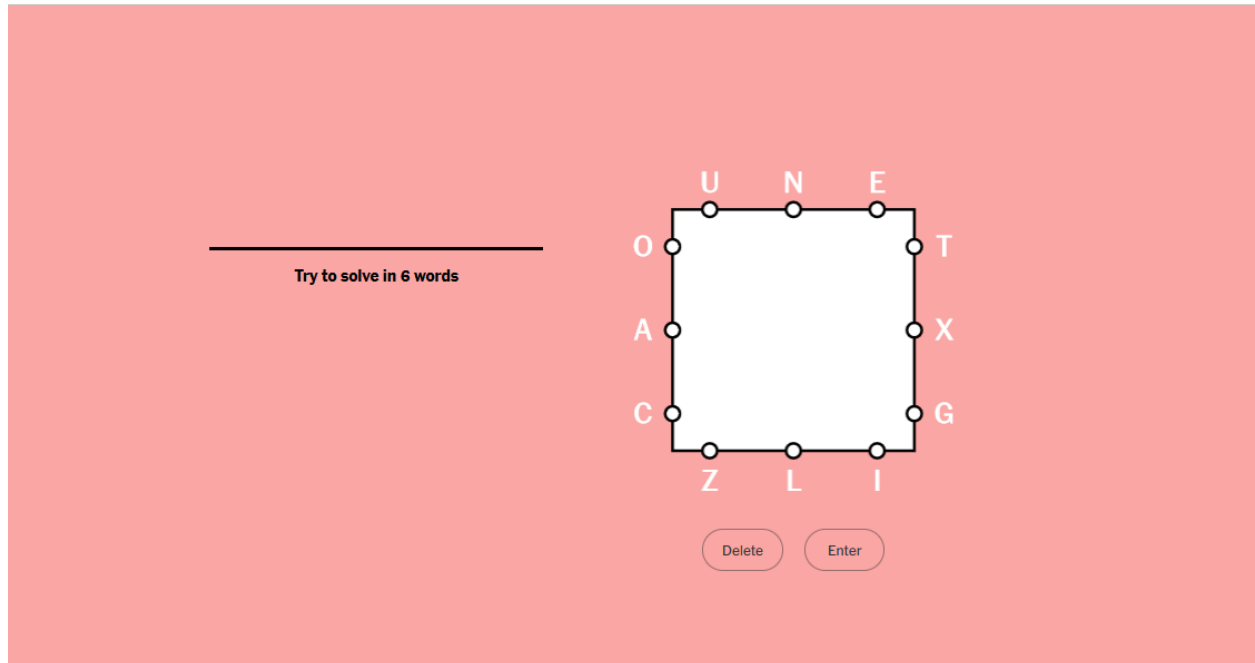 U N E
O T
Try to solve in 6 words
A X
C G
Z L I
Delete Enter